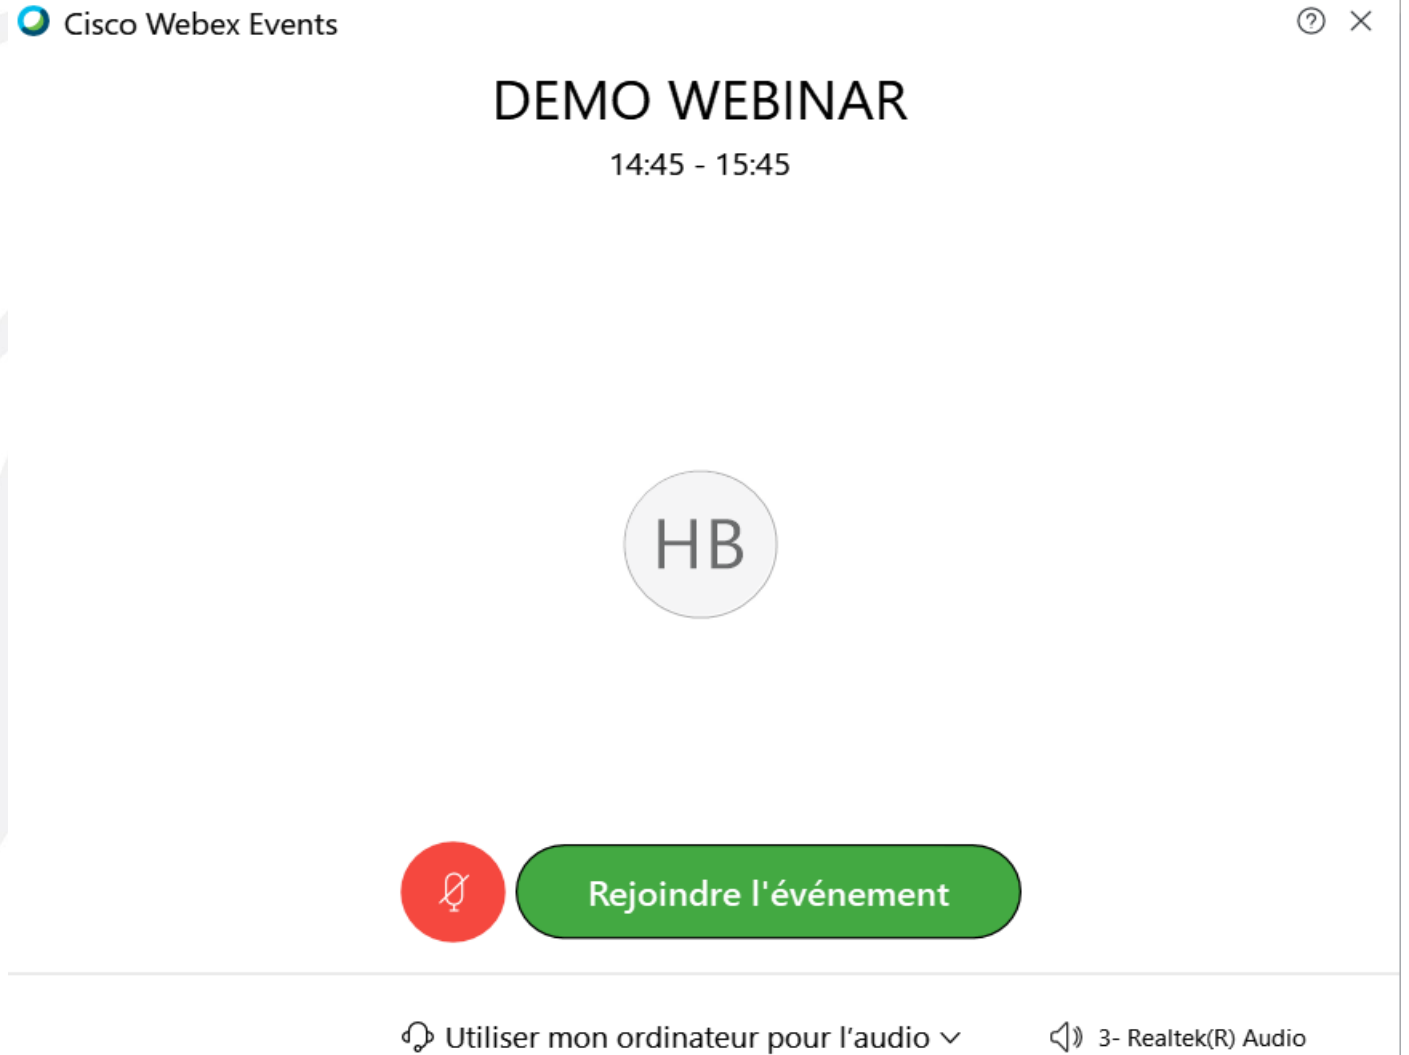 Cisco Webex Events
DEMO WEBINAR
14:45 - 15:45
HB
Rejoindre l'événement
Utiliser mon ordinateur pour l’audio
3- Realtek(R) Audio